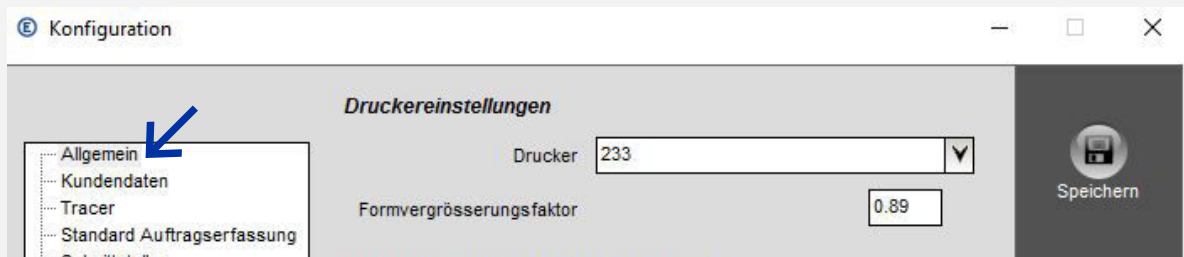 Konfiguration
Druckereinstellungen
Allgemein
Kundendaten
Tracer
Standard Auftragserfassung
Drucker 233
Formvergrösserungsfaktor 0.89
Speichern